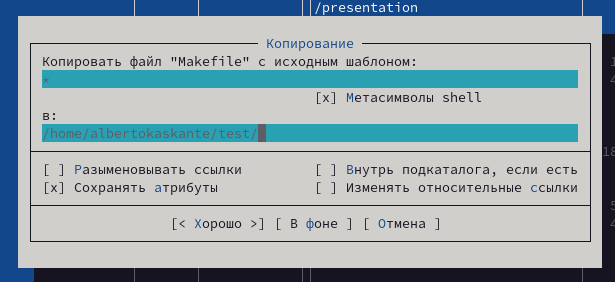 /presentation
Копирование
Копировать файл "Makefile" с исходным шаблоном:
*
[x] Метасимволы shell
в:
/home/albertokaskante/test/
[ ] Разыменовывать ссылки [ ] Внутрь подкаталога, если есть
[x] Сохранять атрибуты [ ] Изменять относительные ссылки
[< Хорошо >] [ В фоне ] [ Отмена ]